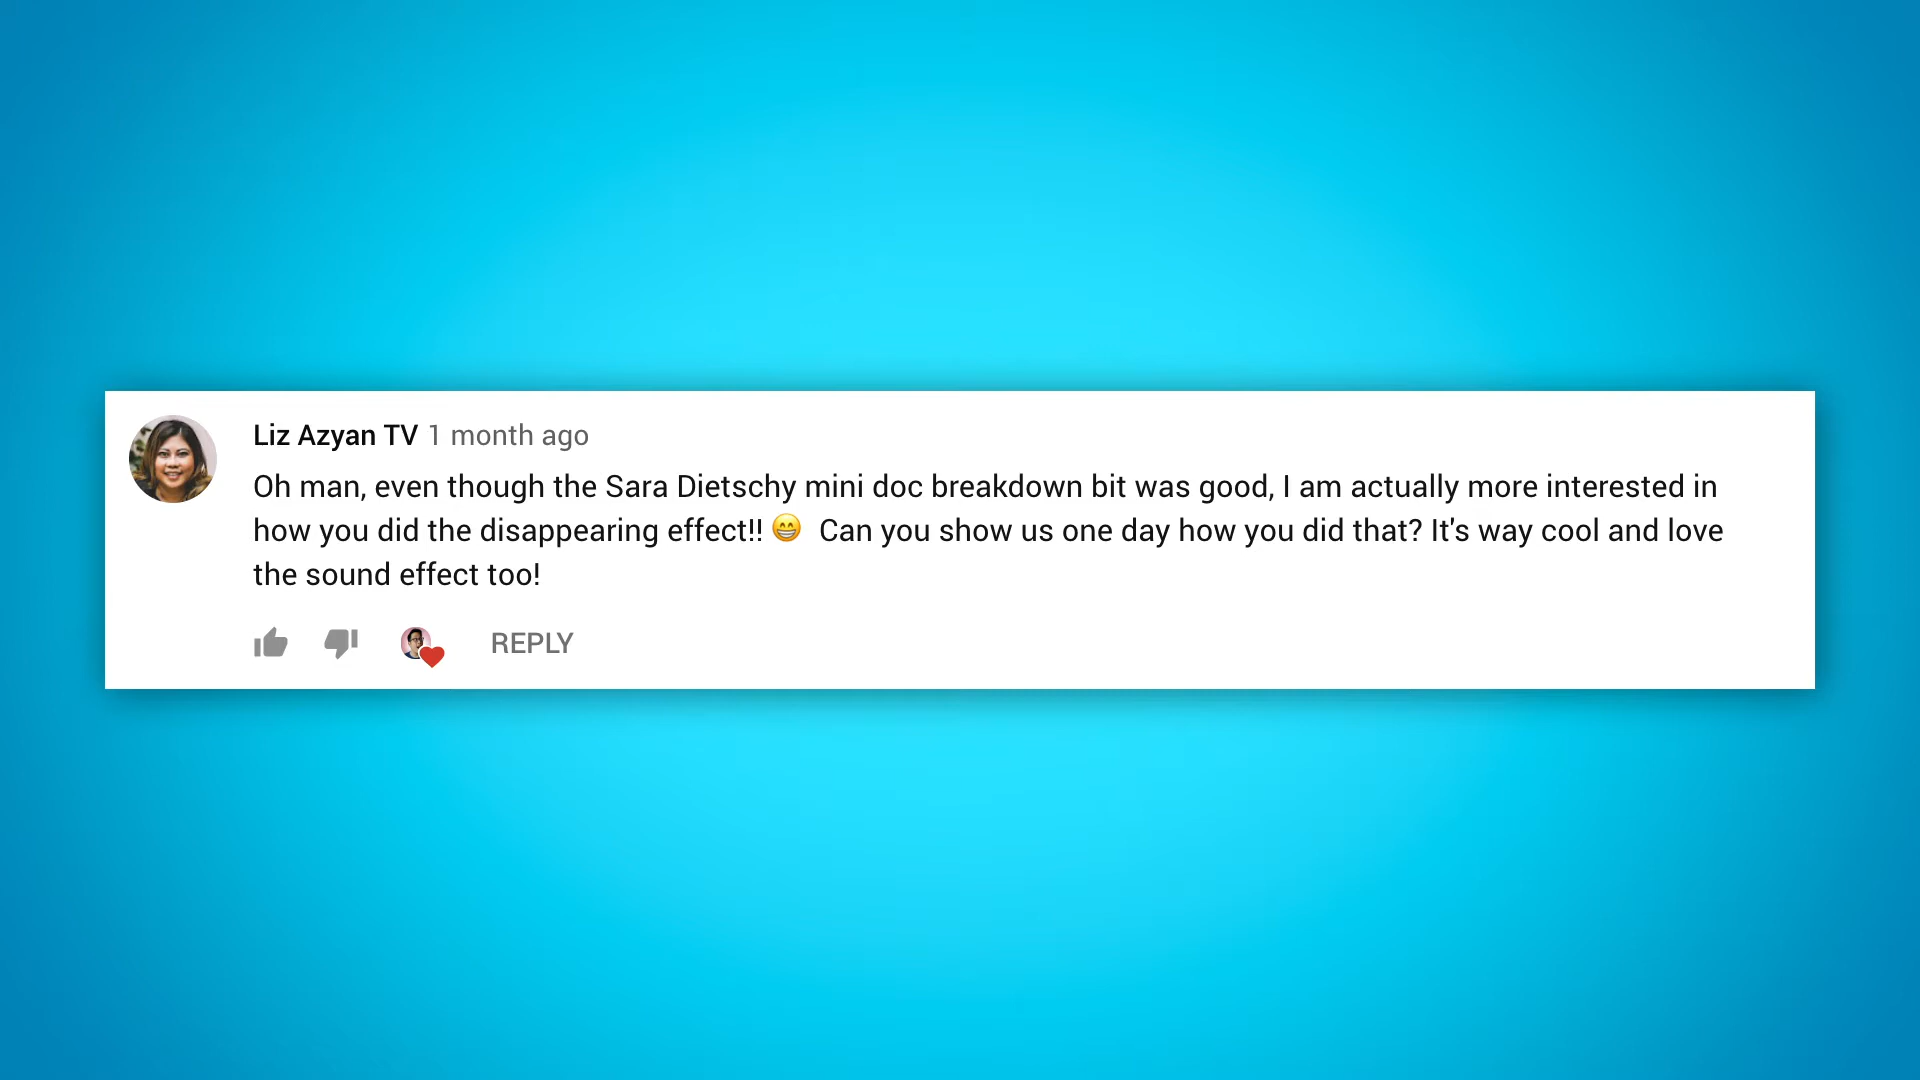 Liz Azyan TV 1 month ago
Oh man, even though the Sara Dietschy mini doc breakdown bit was good, I am actually more interested in
how you did the disappearing effect!! 😁 Can you show us one day how you did that? It's way cool and love
the sound effect too!
REPLY